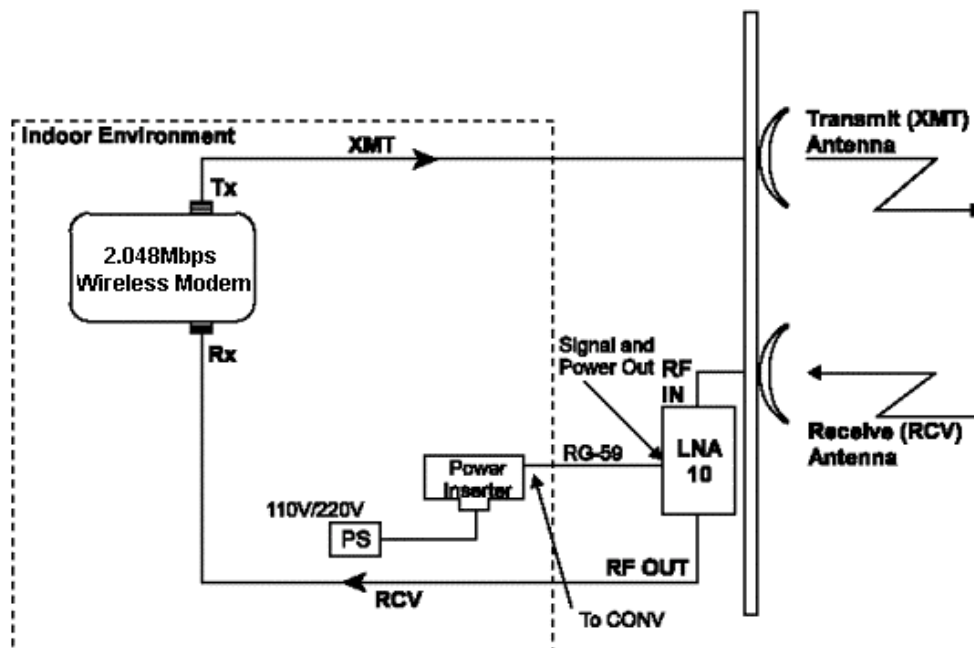 Indoor Environment
XMT
Transmit (XMT)
Antenna
Tx
2.048Mbps
Wireless Modem
Rx
Signal and
Power Out
RF
IN
Receive (RCV)
Antenna
LNA
10
RG-59
Power
Inserter
110V/220V
PS
RF OUT
RCV
To CONV